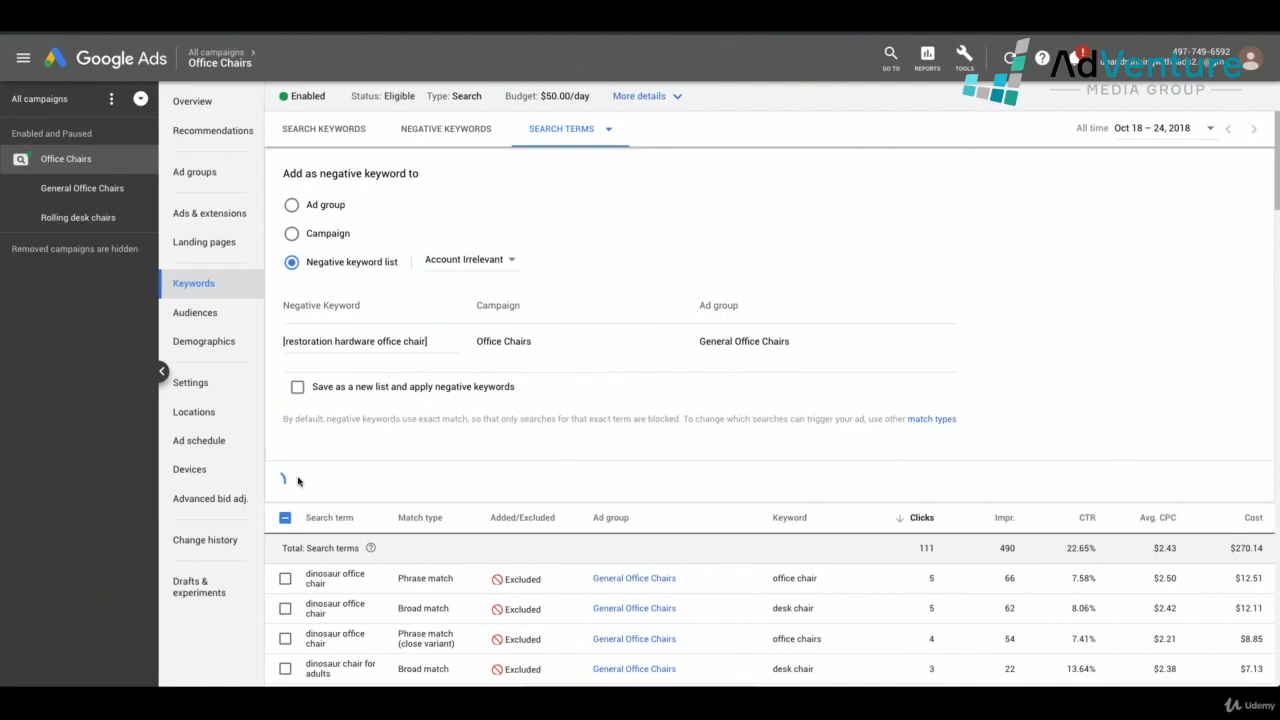 Google Ads
All campaigns >
Office Chairs
GO TO
REPORTS
TOOLS
497-749-6592
AdVenture
MEDIA GROUP
All campaigns
Enabled and Paused
Office Chairs
General Office Chairs
Rolling desk chairs
Removed campaigns are hidden
Overview
Recommendations
Ad groups
Ads & extensions
Landing pages
Keywords
Audiences
Demographics
Settings
Locations
Ad schedule
Devices
Advanced bid adj.
Change history
Drafts &
experiments
Enabled Status: Eligible Type: Search Budget: $50.00/day More details
SEARCH KEYWORDS NEGATIVE KEYWORDS SEARCH TERMS All time Oct 18 – 24, 2018
Add as negative keyword to
Ad group
Campaign
Negative keyword list Account Irrelevant
Negative Keyword Campaign Ad group
[restoration hardware office chair] Office Chairs General Office Chairs
Save as a new list and apply negative keywords
By default, negative keywords use exact match, so that only searches for that exact term are blocked. To change which searches can trigger your ad, use other match types
Search term Match type Added/Excluded Ad group Keyword Clicks Impr. CTR Avg. CPC Cost
Total: Search terms 111 490 22.65% $2.43 $270.14
dinosaur office
chair Phrase match Excluded General Office Chairs office chair 5 66 7.58% $2.50 $12.51
dinosaur office
chair Broad match Excluded General Office Chairs desk chair 5 62 8.06% $2.42 $12.11
dinosaur office
chair Phrase match
(close variant) Excluded General Office Chairs office chairs 4 54 7.41% $2.21 $8.85
dinosaur chair for
adults Broad match Excluded General Office Chairs desk chair 3 22 13.64% $2.38 $7.13
Udemy